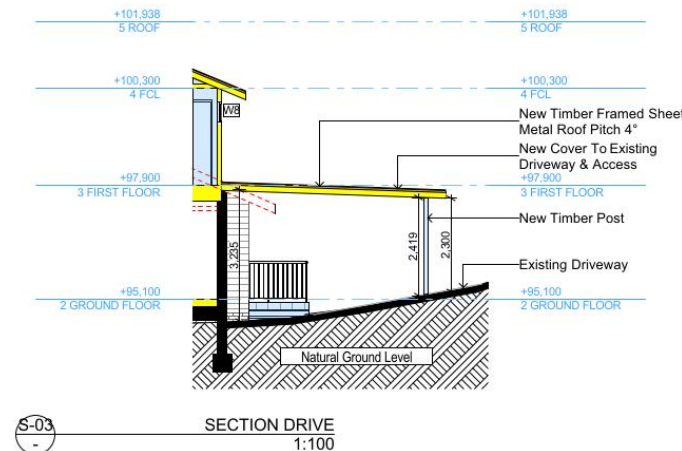 +101,938
5 ROOF
+101,938
5 ROOF
+100,300
4 FCL
+100,300
4 FCL
W8
New Timber Framed Sheet
Metal Roof Pitch 4°
New Cover To Existing
Driveway & Access
+97,900
3 FIRST FLOOR
+97,900
3 FIRST FLOOR
New Timber Post
3,235
2,419
2,300
Existing Driveway
+95,100
2 GROUND FLOOR
+95,100
2 GROUND FLOOR
Natural Ground Level
S-03
-
SECTION DRIVE
1:100